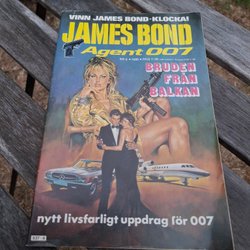 VINN JAMES BOND-KLOCKA!
JAMES BOND
Agent 007
BRUDEN
FRÅN
BALKAN
nytt livsfarligt uppdrag för 007